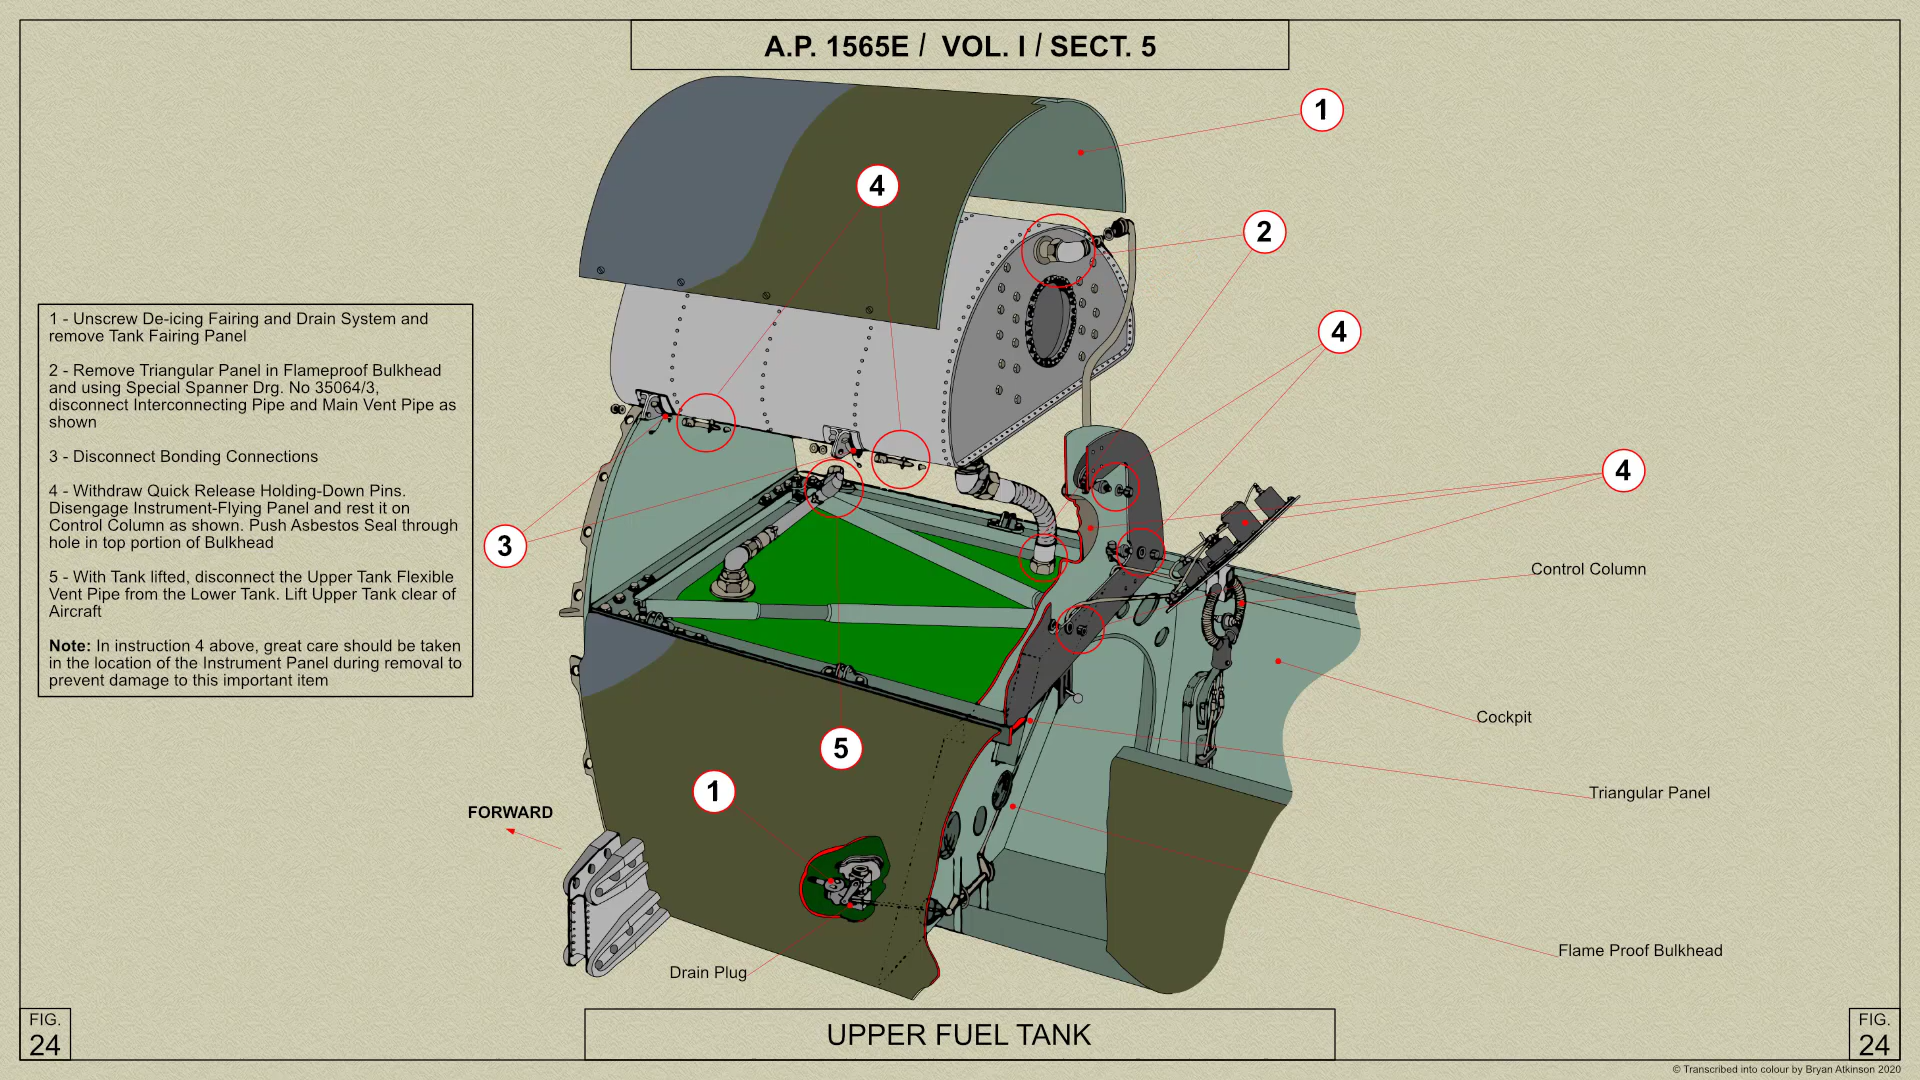 A.P. 1565E / VOL. I / SECT. 5
1
4
2
4
4
3
1 - Unscrew De-icing Fairing and Drain System and
remove Tank Fairing Panel
2 - Remove Triangular Panel in Flameproof Bulkhead
and using Special Spanner Drg. No 35064/3,
disconnect Interconnecting Pipe and Main Vent Pipe as
shown
3 - Disconnect Bonding Connections
4 - Withdraw Quick Release Holding-Down Pins.
Disengage Instrument-Flying Panel and rest it on
Control Column as shown. Push Asbestos Seal through
hole in top portion of Bulkhead
5 - With Tank lifted, disconnect the Upper Tank Flexible
Vent Pipe from the Lower Tank. Lift Upper Tank clear of
Aircraft
Note: In instruction 4 above, great care should be taken
in the location of the Instrument Panel during removal to
prevent damage to this important item
Control Column
Cockpit
5
1
Triangular Panel
FORWARD
Flame Proof Bulkhead
Drain Plug
FIG.
24
UPPER FUEL TANK
FIG.
24
© Transcribed into colour by Bryan Atkinson 2020